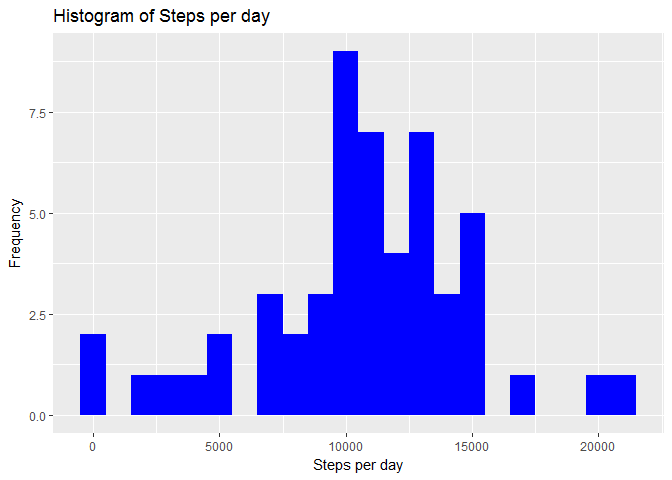 Histogram of Steps per day
7.5
5.0
2.5
0.0
Frequency
0 5000 10000 15000 20000
Steps per day